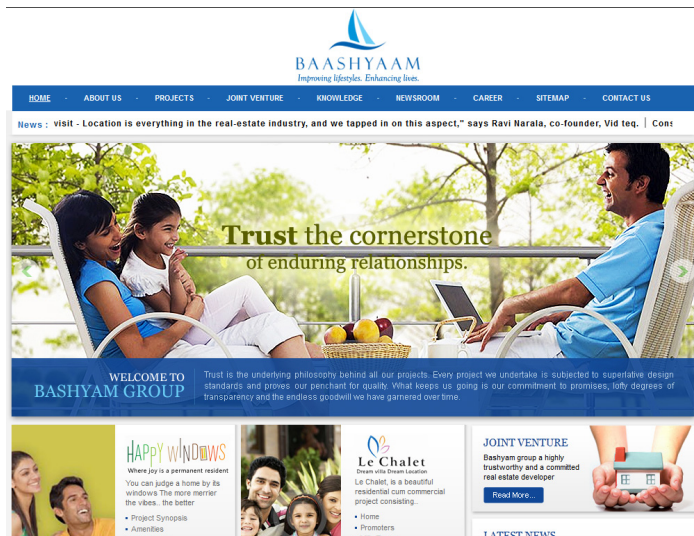 BAASHYAAM
Improving lifestyles. Enhancing lives.
HOME - ABOUT US - PROJECTS - JOINT VENTURE - KNOWLEDGE - NEWSROOM - CAREER - SITEMAP - CONTACT US
News : visit - Location is everything in the real-estate industry, and we tapped in on this aspect," says Ravi Narala, co-founder, Vid teq. | Cons
Trust the cornerstone
of enduring relationships.
WELCOME TO
BASHYAM GROUP
Trust is the underlying philosophy behind all our projects. Every project we undertake is subjected to superlative design
standards and proves our penchant for quality. What keeps us going is our commitment to promises, lofty degrees of
transparency and the endless goodwill we have garnered over time.
HAPPY WINDOWS
Where joy is a permanent resident
You can judge a home by its
windows The more merrier
the vibes.. the better
• Project Synopsis
• Amenities
Le Chalet
Dream villa Dream Location
Le Chalet, is a beautiful
residential cum commercial
project consisting..
• Home
• Promoters
JOINT VENTURE
Bashyam group a highly
trustworthy and a committed
real estate developer
Read More...
LATEST NEWS